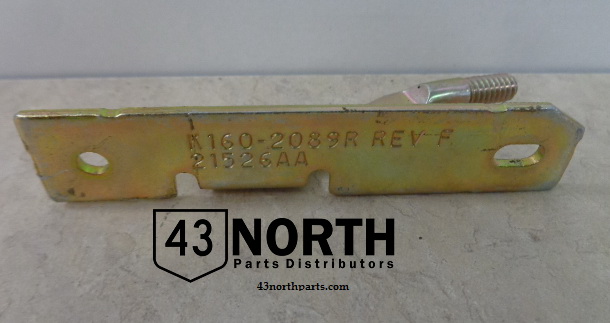 K160-2089R REV F
21526AA
43 NORTH
Parts Distributors
43northparts.com